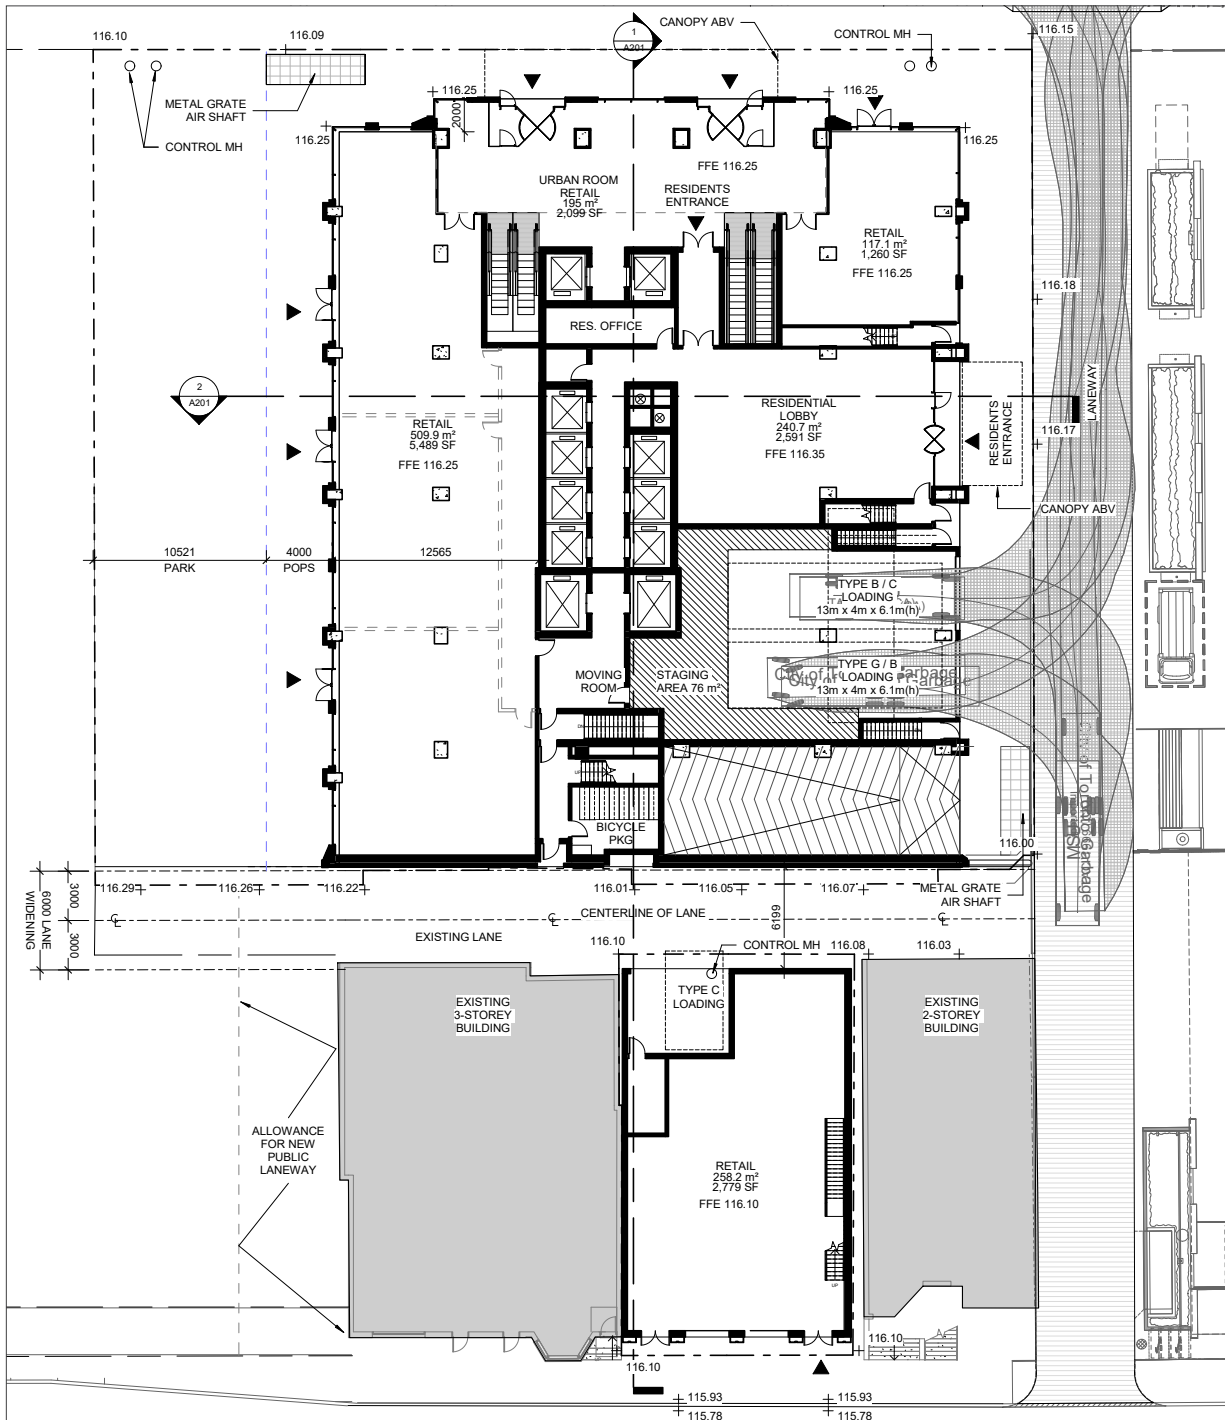 116.10
116.09
1
A201
CANOPY ABV
CONTROL MH
116.15
METAL GRATE
AIR SHAFT
CONTROL MH
116.25
2000
116.25
116.25
116.25
FFE 116.25
URBAN ROOM
RETAIL
195 m²
2,099 SF
RESIDENTS
ENTRANCE
RETAIL
117.1 m²
1,260 SF
FFE 116.25
116.18
RES. OFFICE
2
A201
RETAIL
509.9 m²
5,489 SF
FFE 116.25
RESIDENTIAL
LOBBY
240.7 m²
2,591 SF
FFE 116.35
RESIDENTS
ENTRANCE
LANEWAY
116.17
CANOPY ABV
10521
PARK
4000
POPS
12565
TYPE B / C
LOADING
13m x 4m x 6.1m(h)
MOVING
ROOM
STAGING
AREA 76 m²
TYPE G / B
LOADING
13m x 4m x 6.1m(h)
City of Toronto Garbage
DN
UP
BICYCLE
PKG
116.00
METAL GRATE
AIR SHAFT
3000
3000
6000 LANE
WIDENING
116.29
116.26
116.22
116.01
116.05
116.07
CENTERLINE OF LANE
6199
EXISTING LANE
116.10
CONTROL MH
116.08
116.03
TYPE C
LOADING
EXISTING
3-STOREY
BUILDING
EXISTING
2-STOREY
BUILDING
ALLOWANCE
FOR NEW
PUBLIC
LANEWAY
RETAIL
258.2 m²
2,779 SF
FFE 116.10
UP
116.10
116.10
115.93
115.93
115.78
115.78